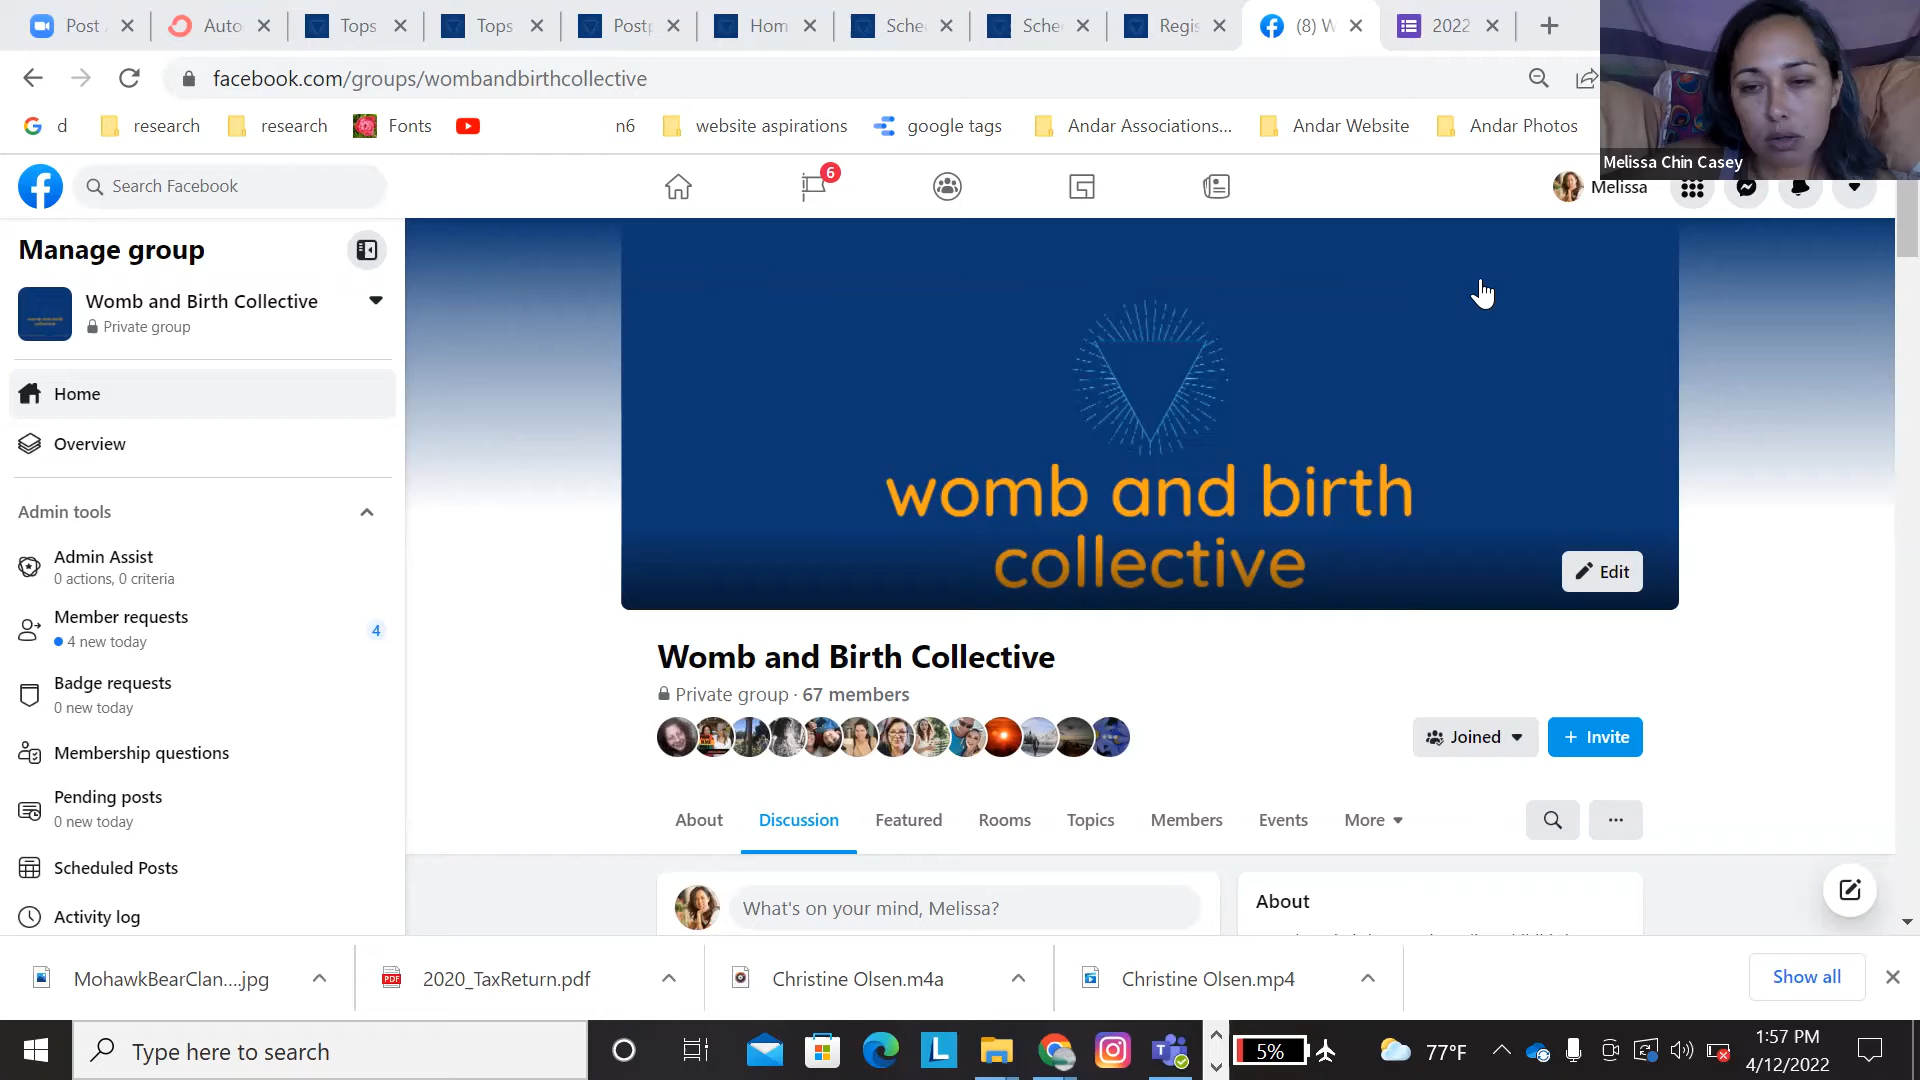 Post
Auto
Tops
Tops
Postp
Hom
Sche
Sche
Regis
(8) W
2022
facebook.com/groups/wombandbirthcollective
d
research
research
Fonts
n6
website aspirations
google tags
Andar Associations...
Andar Website
Andar Photos
Melissa Chin Casey
Search Facebook
6
Melissa
Manage group
Womb and Birth Collective
Private group
Home
Overview
Admin tools
Admin Assist
0 actions, 0 criteria
Member requests
4 new today
4
Badge requests
0 new today
Membership questions
Pending posts
0 new today
Scheduled Posts
Activity log
womb and birth
collective
Edit
Womb and Birth Collective
Private group · 67 members
Joined
+ Invite
About
Discussion
Featured
Rooms
Topics
Members
Events
More
What's on your mind, Melissa?
About
MohawkBearClan....jpg
PDF
2020_TaxReturn.pdf
Christine Olsen.m4a
Christine Olsen.mp4
Show all
Type here to search
L
5%
77°F
1:57 PM
4/12/2022